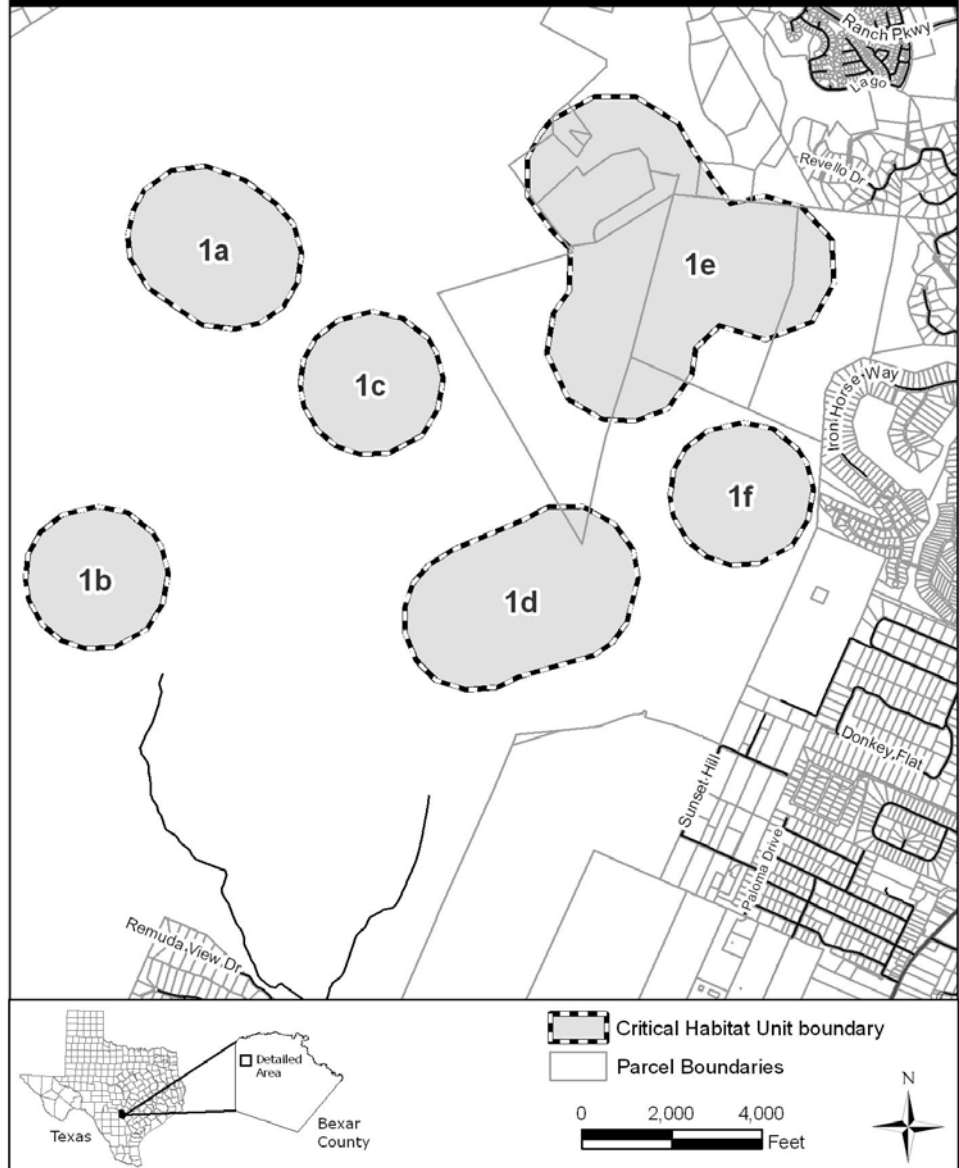 Ranch Pkwy
Lago
Revello Dr
1a
1e
1c
Iron Horse Way
1f
1b
1d
Donkey Flat
Sunset Hill
Paloma Drive
Remuda View Dr
Critical Habitat Unit boundary
Parcel Boundaries
Detailed
Area
Texas
Bexar
County
0 2,000 4,000
Feet
N